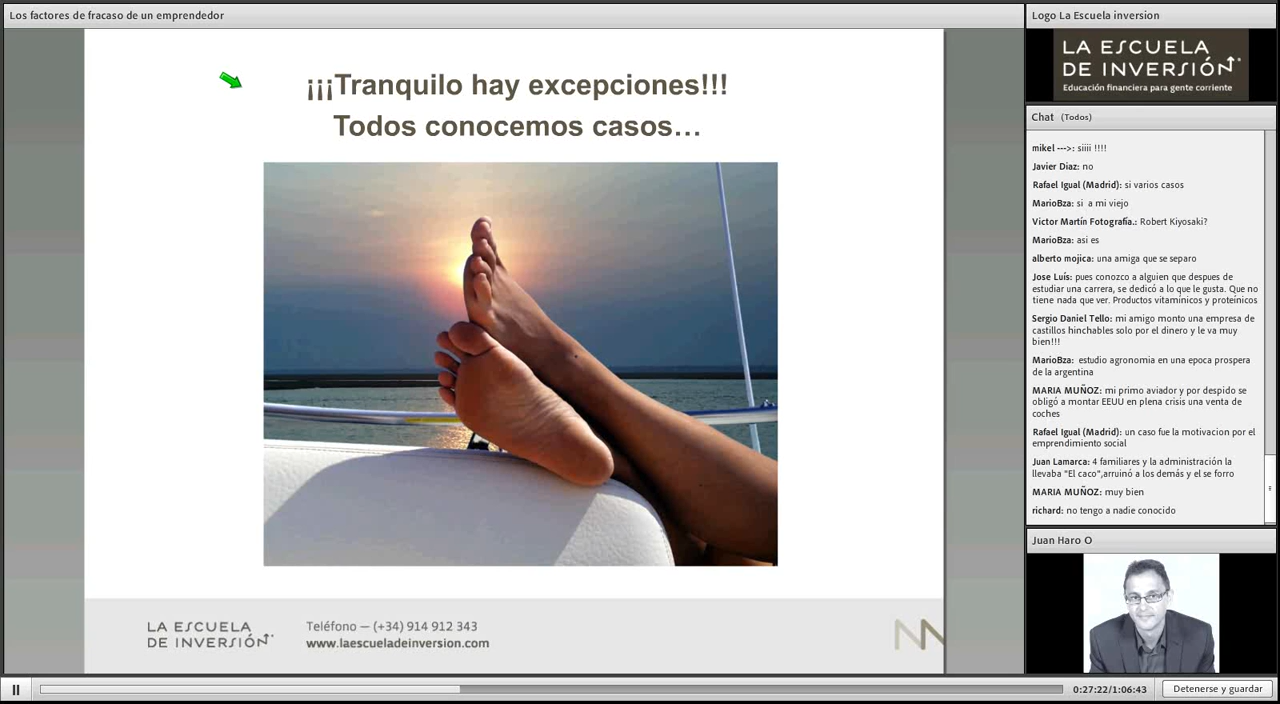 Los factores de fracaso de un emprendedor
¡¡¡Tranquilo hay excepciones!!!
Todos conocemos casos…
LA ESCUELA
DE INVERSIÓN
Teléfono — (+34) 914 912 343
www.laescueladeinversion.com
Logo La Escuela inversion
LA ESCUELA
DE INVERSIÓN
Educación financiera para gente corriente
Chat (Todos)
mikel --->: siiii !!!!
Javier Diaz: no
Rafael Igual (Madrid): si varios casos
MarioBza: si a mi viejo
Victor Martín Fotografía.: Robert Kiyosaki?
MarioBza: asi es
alberto mojica: una amiga que se separo
Jose Luís: pues conozco a alguien que despues de
estudiar una carrera, se dedicó a lo que le gusta. Que no
tiene nada que ver. Productos vitamínicos y proteínicos
Sergio Daniel Tello: mi amigo monto una empresa de
castillos hinchables solo por el dinero y le va muy
bien!!!
MarioBza: estudio agronomia en una epoca prospera
de la argentina
MARIA MUÑOZ: mi primo aviador y por despido se
obligó a montar EEUU en plena crisis una venta de
coches
Rafael Igual (Madrid): un caso fue la motivacion por el
emprendimiento social
Juan Lamarca: 4 familiares y la administración la
llevaba "El caco",arruinó a los demás y el se forro
MARIA MUÑOZ: muy bien
richard: no tengo a nadie conocido
Juan Haro O
0:27:22/1:06:43
Detenerse y guardar